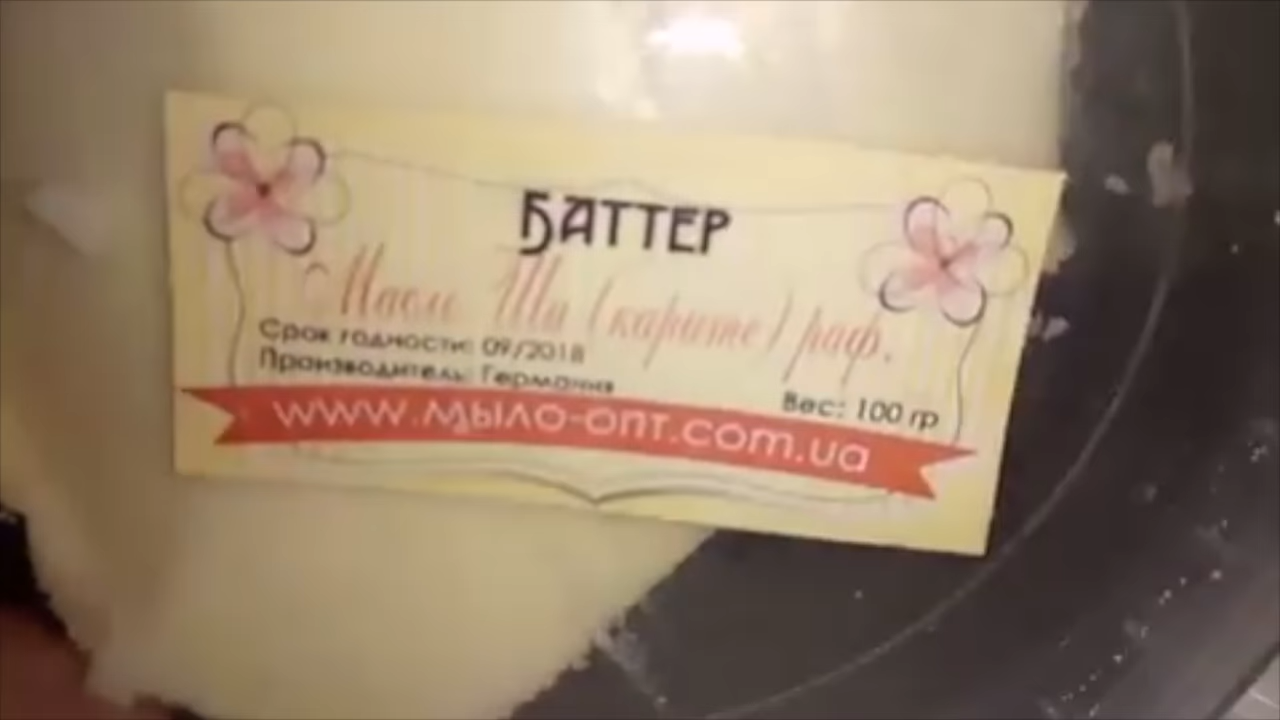 БАТТЕР
Масло Ши (карите) раф.
Срок годности: 09/2018
Производитель: Германия
Вес: 100 гр
www.мыло-опт.com.ua